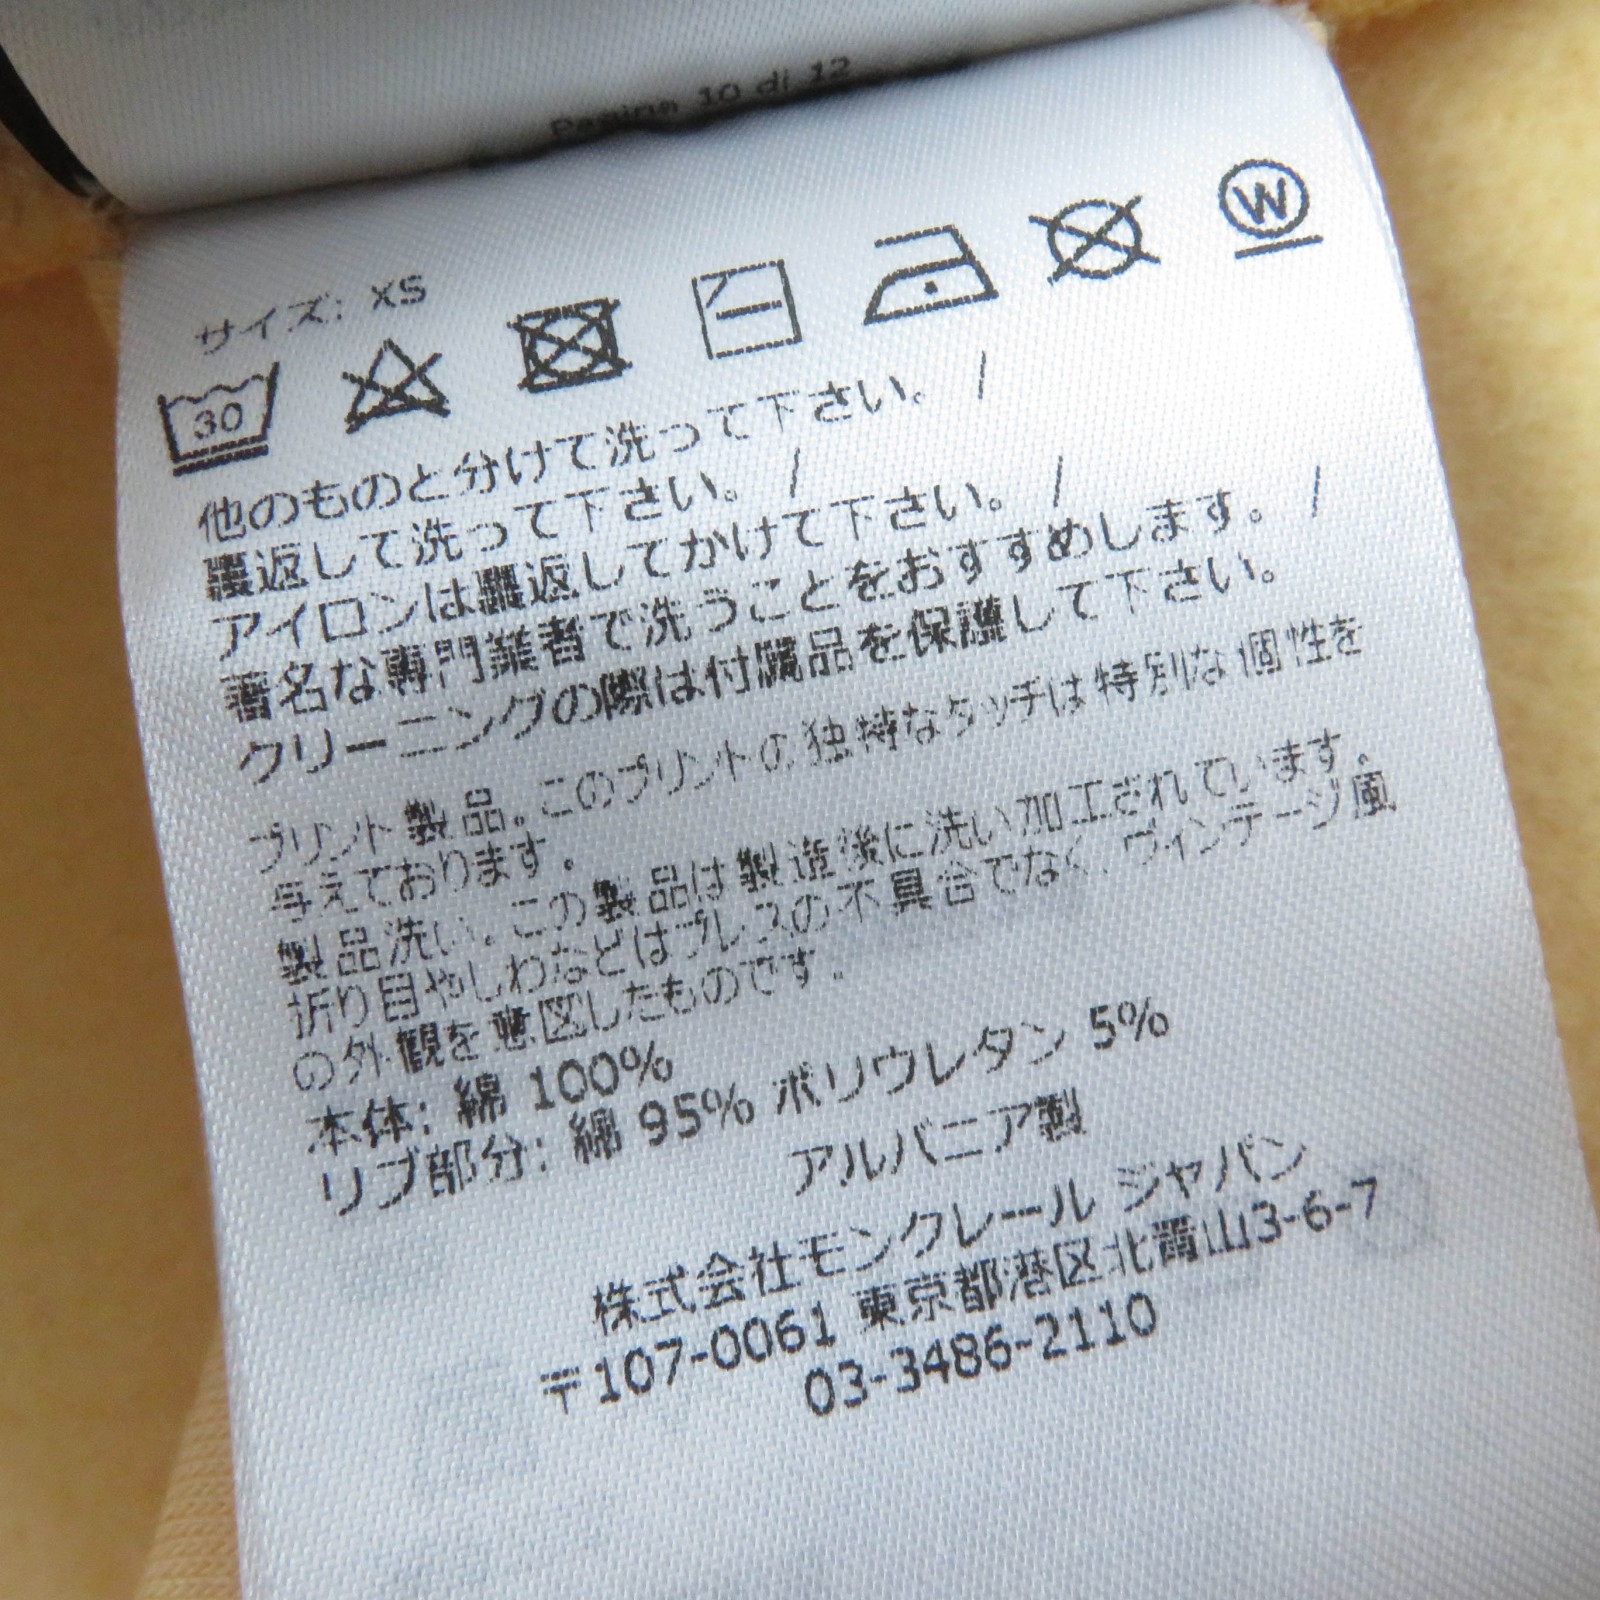 Pagina 10 di 12
サイズ: XS
30
W
他のものと分けて洗って下さい。 /
裏返して洗って下さい。 /
アイロンは裏返してかけて下さい。 /
著名な専門業者で洗うことをおすすめします。 /
クリーニングの際は付属品を保護して下さい。
プリント製品。このプリントの独特なタッチは特別な個性を
与えております。
製品洗い。この製品は製造後に洗い加工されています。
折り目やしわなどはプレスの不具合でなく、ヴィンテージ風
の外観を意図したものです。
本体: 綿 100%
リブ部分: 綿 95% ポリウレタン 5%
アルバニア製
株式会社モンクレール ジャパン
〒107-0061 東京都港区北青山3-6-7
03-3486-2110